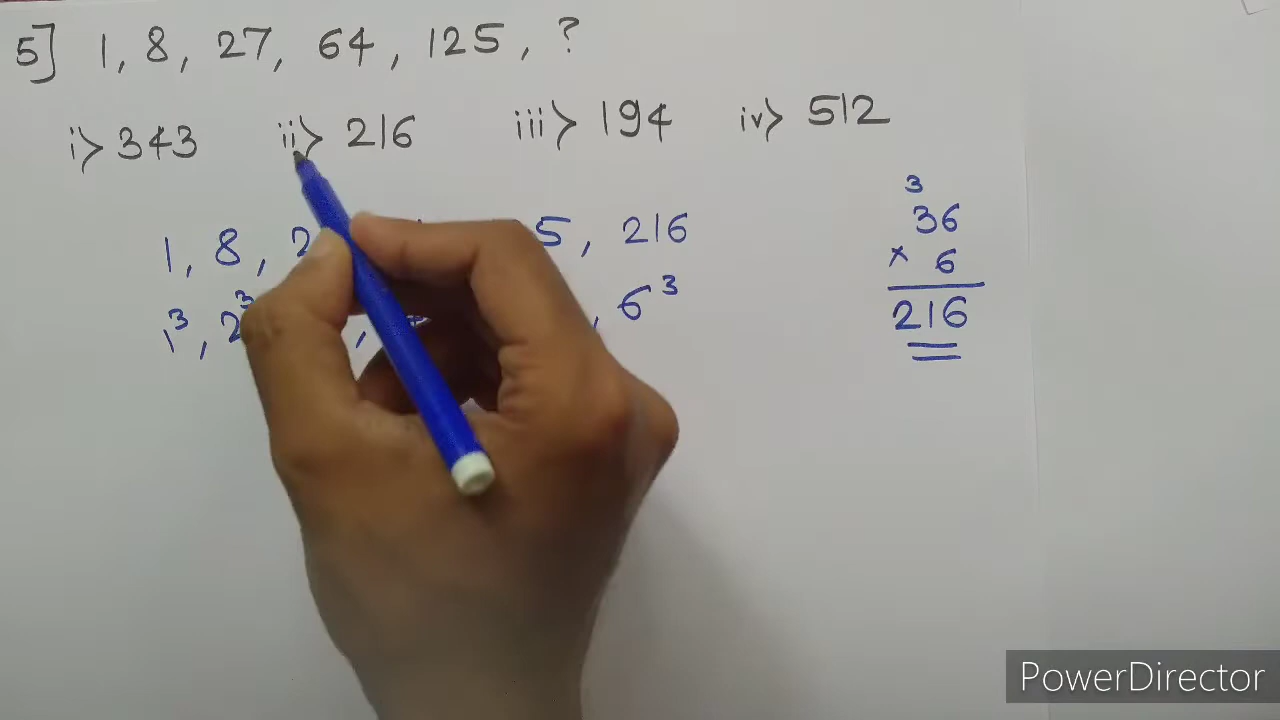 5] 1, 8, 27, 64, 125, ?
i> 343 ii> 216 iii> 194 iv> 512
1, 8, 2 5, 216
1³, 2³ , , 6³
3
36
× 6
216
PowerDirector